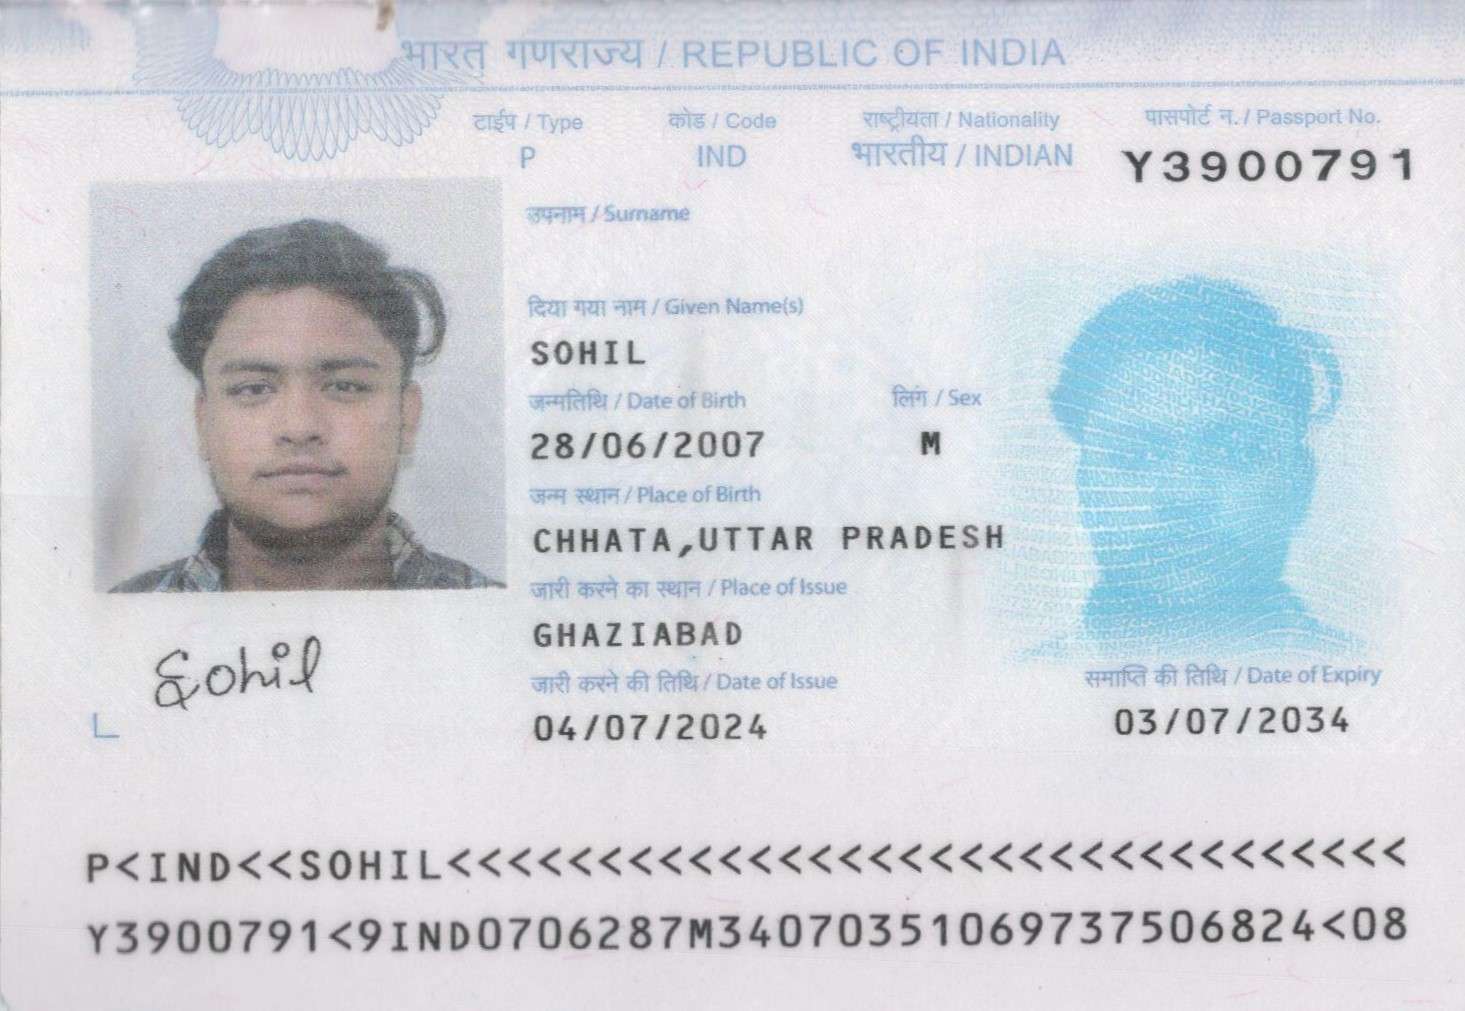 भारत गणराज्य / REPUBLIC OF INDIA
टाईप / Type कोड / Code राष्ट्रीयता / Nationality पासपोर्ट न. / Passport No.
P IND भारतीय / INDIAN Y3900791
उपनाम / Surname
दिया गया नाम / Given Name(s)
SOHIL
जन्मतिथि / Date of Birth लिंग / Sex
28/06/2007 M
जन्म स्थान / Place of Birth
CHHATA,UTTAR PRADESH
जारी करने का स्थान / Place of Issue
GHAZIABAD
Sohil
जारी करने की तिथि / Date of Issue समाप्ति की तिथि / Date of Expiry
04/07/2024 03/07/2034
P<IND<<SOHIL<<<<<<<<<<<<<<<<<<<<<<<<<<<<<<<<
Y3900791<9IND0706287M34070351069737506824<08